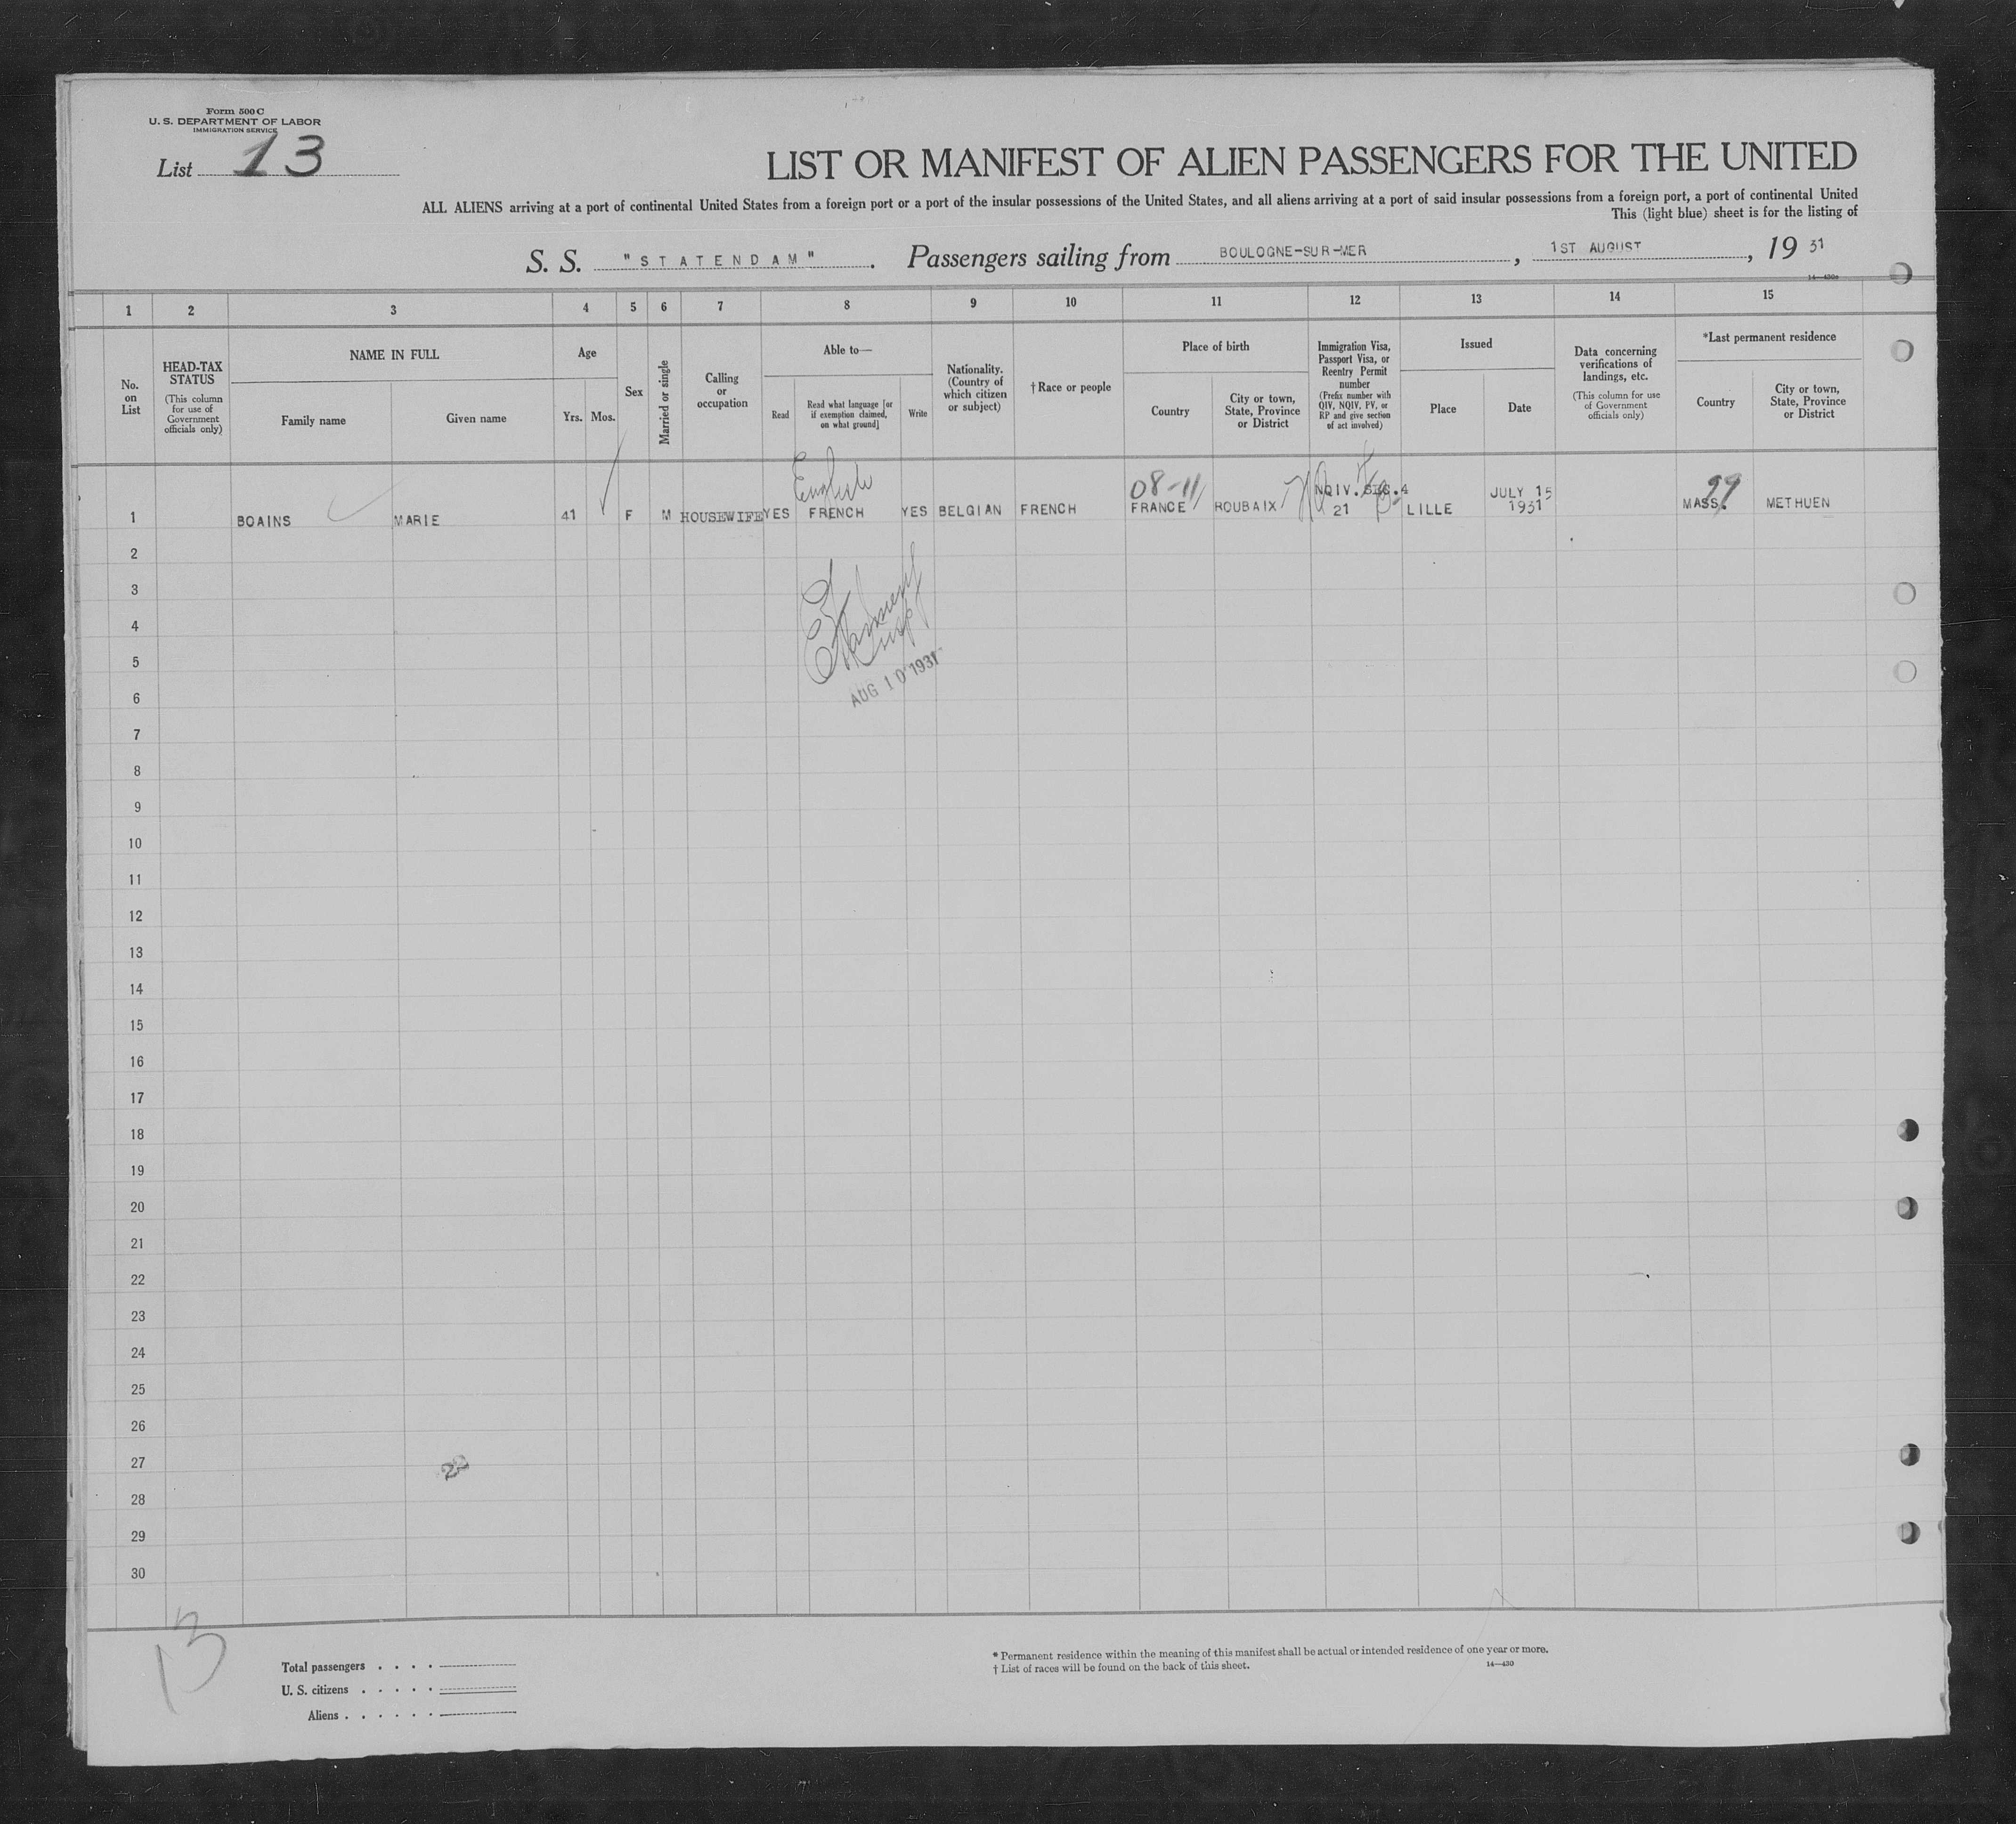 Form 500 C
U. S. DEPARTMENT OF LABOR
IMMIGRATION SERVICE
List 13
LIST OR MANIFEST OF ALIEN PASSENGERS FOR THE UNITED
ALL ALIENS arriving at a port of continental United States from a foreign port or a port of the insular possessions of the United States, and all aliens arriving at a port of said insular possessions from a foreign port, a port of continental United
This (light blue) sheet is for the listing of
S. S. "STATENDAM". Passengers sailing from BOULOGNE-SUR-MER, 1ST AUGUST, 19 31
1 2 3 4 5 6 7 8 9 10 11 12 13 14 15
No. on List
HEAD-TAX STATUS
(This column for use of Government officials only)
NAME IN FULL
Family name
Given name
Age
Yrs. Mos.
Sex
Married or single
Calling or occupation
Able to—
Read
Read what language [or if exemption claimed, on what ground]
Write
Nationality. (Country of which citizen or subject)
†Race or people
Place of birth
Country
City or town, State, Province or District
Immigration Visa, Passport Visa, or Reentry Permit number
(Prefix number with QIV, NQIV, PV, or RP and give section of act involved)
Issued
Place
Date
Data concerning verifications of landings, etc.
(This column for use of Government officials only)
*Last permanent residence
Country
City or town, State, Province or District
English 08-11 NQIV. SEC.4 JULY 15 99
1 BOAINS MARIE 41 F M HOUSEWIFE YES FRENCH YES BELGIAN FRENCH FRANCE ROUBAIX 21 LILLE 1931 MASS. METHUEN
2
3
4
5
AUG 10 1931
6
7
8
9
10
11
12
13
14
15
16
17
18
19
20
21
22
23
24
25
26
27
22
28
29
30
13
Total passengers
U. S. citizens
Aliens
* Permanent residence within the meaning of this manifest shall be actual or intended residence of one year or more.
† List of races will be found on the back of this sheet.
14—430